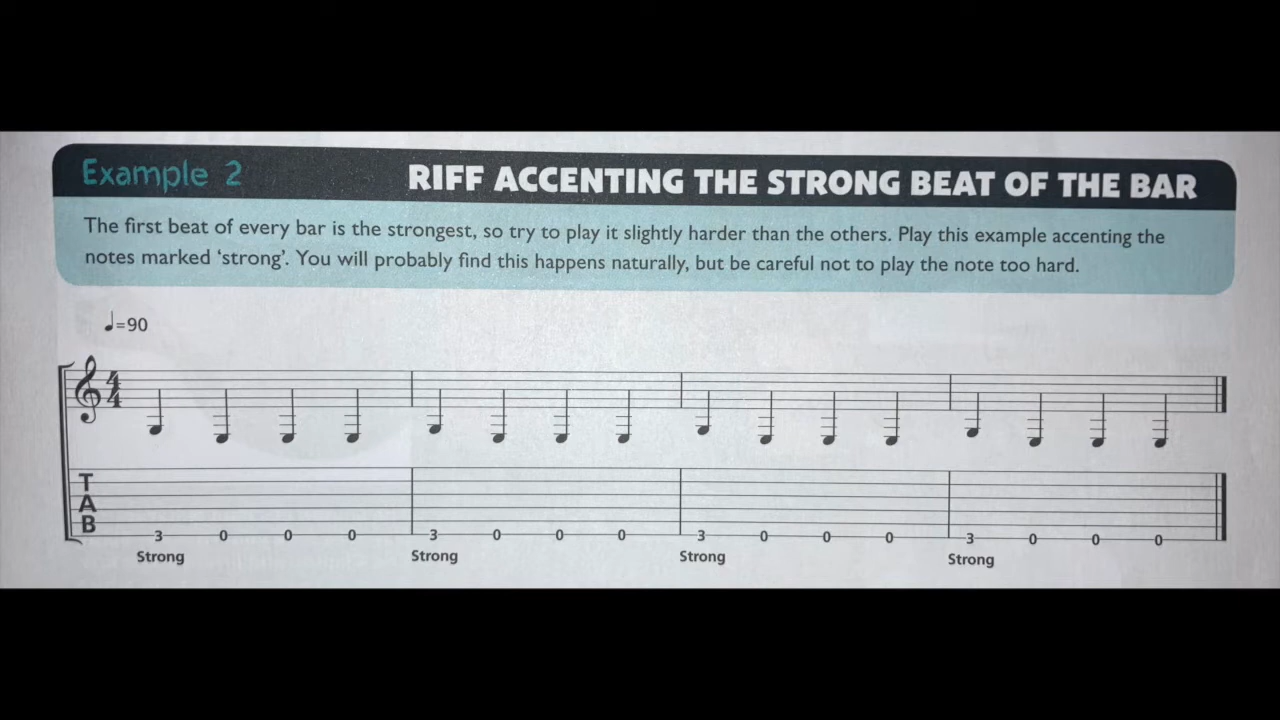 Example 2
RIFF ACCENTING THE STRONG BEAT OF THE BAR
The first beat of every bar is the strongest, so try to play it slightly harder than the others. Play this example accenting the
notes marked ‘strong’. You will probably find this happens naturally, but be careful not to play the note too hard.
♩=90
4
4
T
A
B
3 0 0 0 3 0 0 0 3 0 0 0 3 0 0 0
Strong Strong Strong Strong